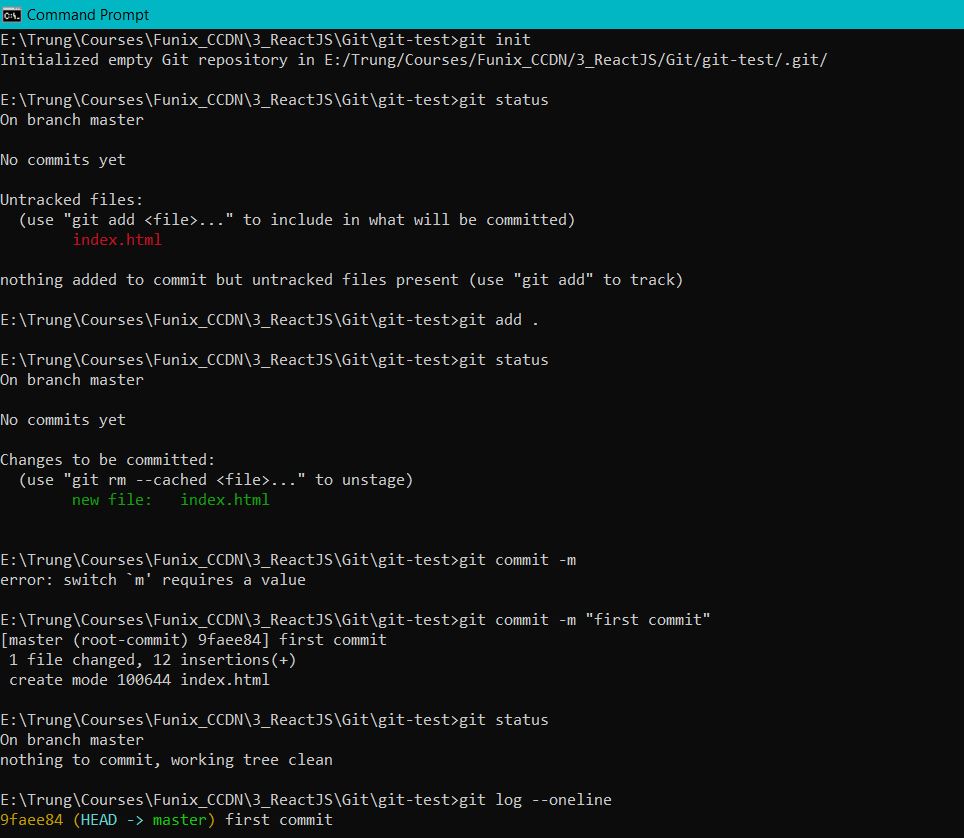 Command Prompt
E:\Trung\Courses\Funix_CCDN\3_ReactJS\Git\git-test>git init
Initialized empty Git repository in E:/Trung/Courses/Funix_CCDN/3_ReactJS/Git/git-test/.git/
E:\Trung\Courses\Funix_CCDN\3_ReactJS\Git\git-test>git status
On branch master
No commits yet
Untracked files:
  (use "git add <file>..." to include in what will be committed)
        index.html
nothing added to commit but untracked files present (use "git add" to track)
E:\Trung\Courses\Funix_CCDN\3_ReactJS\Git\git-test>git add .
E:\Trung\Courses\Funix_CCDN\3_ReactJS\Git\git-test>git status
On branch master
No commits yet
Changes to be committed:
  (use "git rm --cached <file>..." to unstage)
        new file:   index.html
E:\Trung\Courses\Funix_CCDN\3_ReactJS\Git\git-test>git commit -m
error: switch `m' requires a value
E:\Trung\Courses\Funix_CCDN\3_ReactJS\Git\git-test>git commit -m "first commit"
[master (root-commit) 9faee84] first commit
 1 file changed, 12 insertions(+)
 create mode 100644 index.html
E:\Trung\Courses\Funix_CCDN\3_ReactJS\Git\git-test>git status
On branch master
nothing to commit, working tree clean
E:\Trung\Courses\Funix_CCDN\3_ReactJS\Git\git-test>git log --oneline
9faee84 (HEAD -> master) first commit